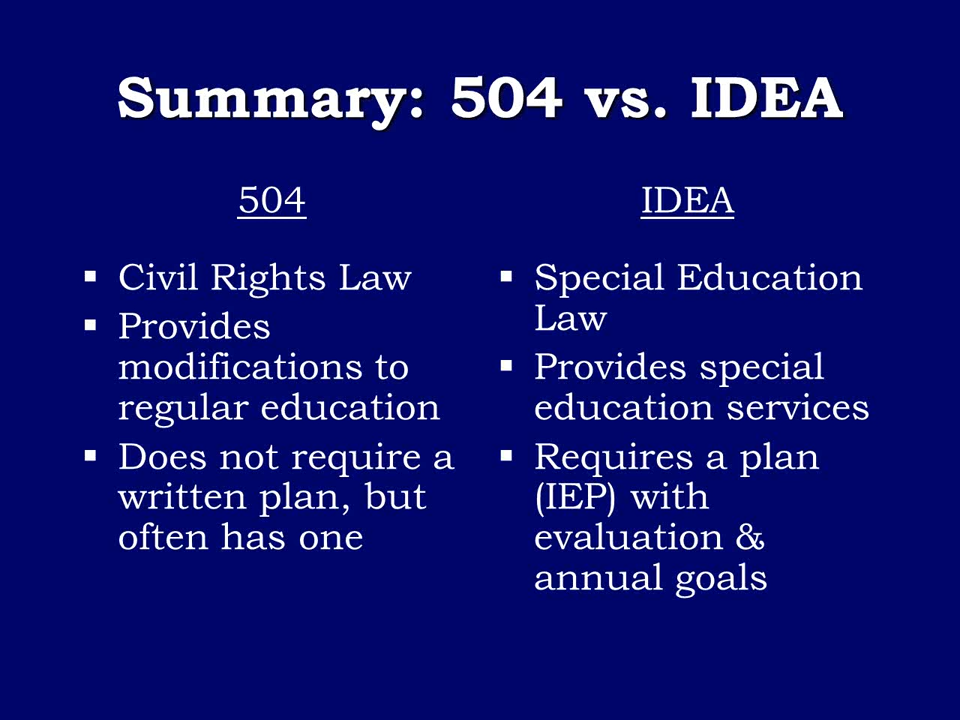 Summary: 504 vs. IDEA
504
▪ Civil Rights Law
▪ Provides
modifications to
regular education
▪ Does not require a
written plan, but
often has one
IDEA
▪ Special Education
Law
▪ Provides special
education services
▪ Requires a plan
(IEP) with
evaluation &
annual goals